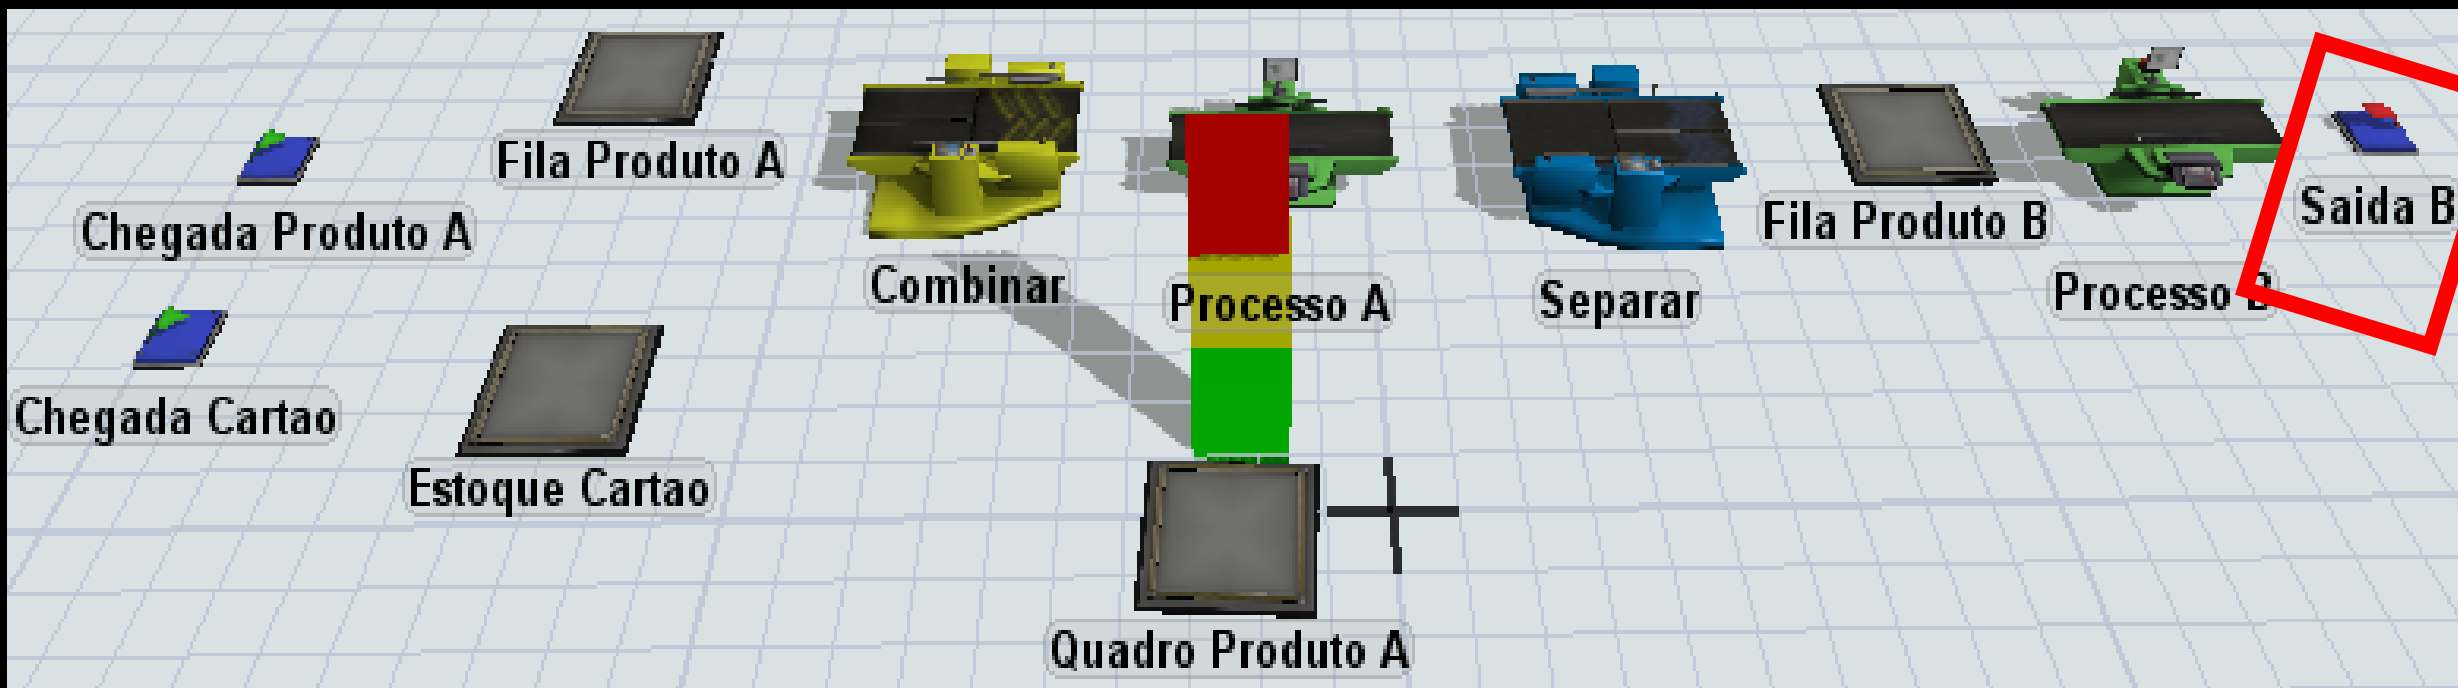 Fila Produto A
Chegada Produto A
Combinar
Processo A
Separar
Fila Produto B
Processo B
Saida B
Chegada Cartao
Estoque Cartao
Quadro Produto A